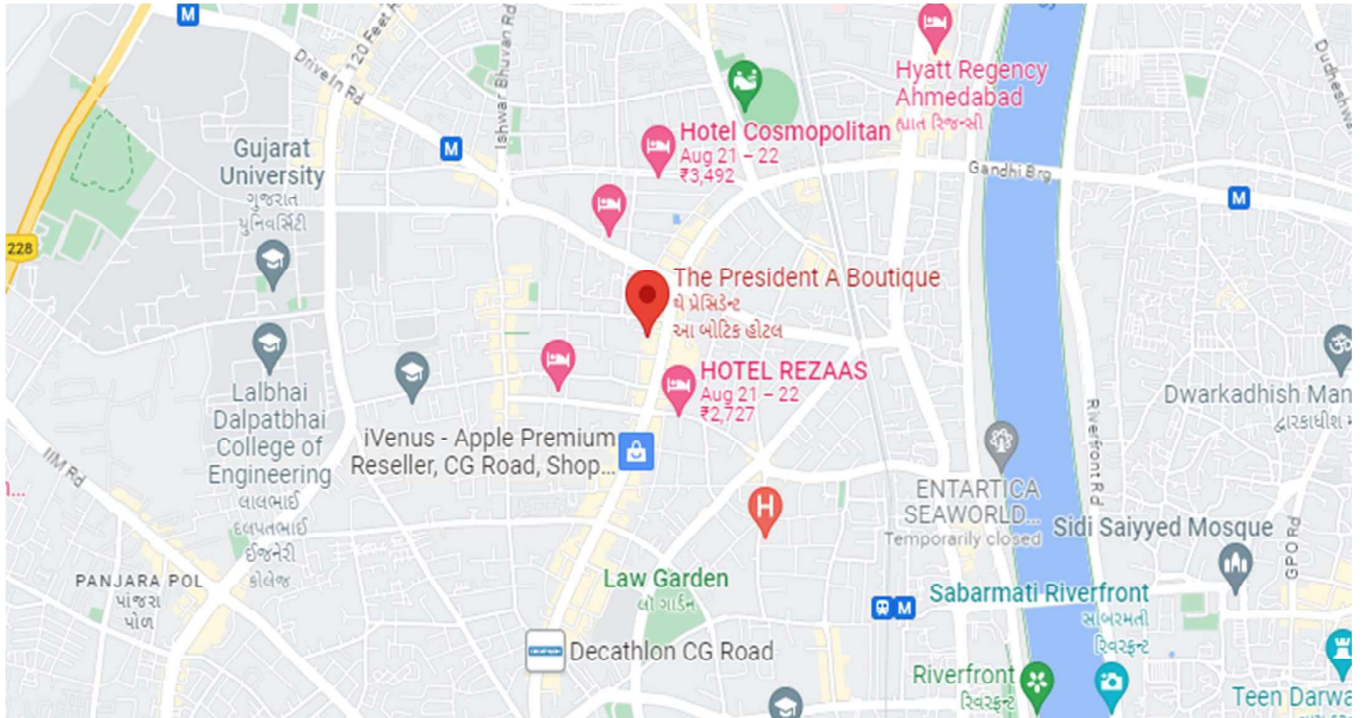 120 Feet
Drive In Rd
Ishwar Bhuvan Rd
Dudheshwar
Hyatt Regency
Ahmedabad
હ્યાત રિજન્સી
Hotel Cosmopolitan
Aug 21 – 22
₹3,492
Gujarat
University
ગુજરાત
યુનિવર્સિટી
Gandhi Brg
228
The President A Boutique
થે પ્રેસિડેન્ટ
આ બોટિક હોટલ
HOTEL REZAAS
Aug 21 – 22
₹2,727
Lalbhai
Dalpatbhai
College of
Engineering
લાલભાઈ
દલપતભાઈ
ઈજનેરી
કોલેજ
Dwarkadhish Man
દ્વારકાધીશ
iVenus - Apple Premium
Reseller, CG Road, Shop...
Riverfront Rd
IIM Rd
n...
H
ENTARTICA
SEAWORLD...
Temporarily closed
Sidi Saiyyed Mosque
GPO Rd
PANJARA POL
પાંજરા
પોળ
Law Garden
લૉ ગાર્ડન
M
M
M
M
Sabarmati Riverfront
સાબરમતી
રિવરફ્રન્ટ
Decathlon CG Road
Riverfront
રિવરફ્રન્ટ
Teen Darwa